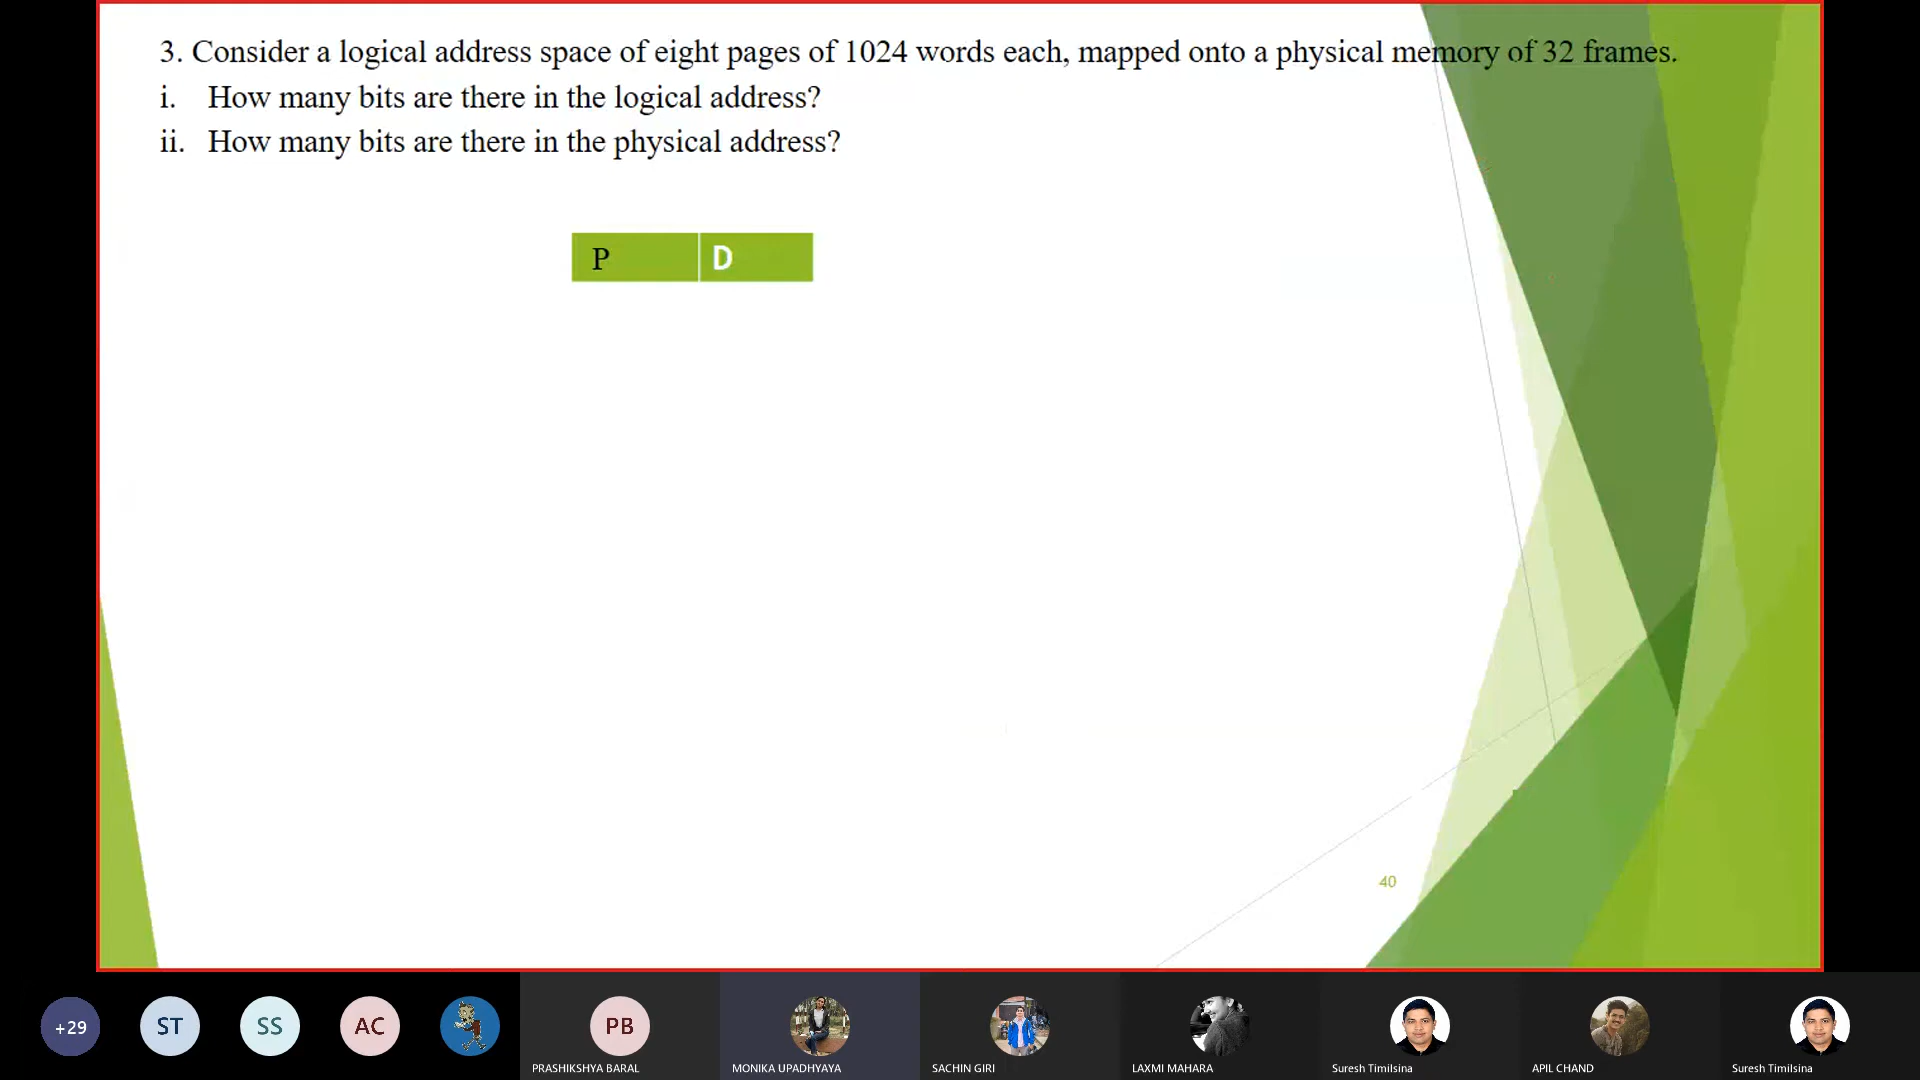 3. Consider a logical address space of eight pages of 1024 words each, mapped onto a physical memory of 32 frames.
i. How many bits are there in the logical address?
ii. How many bits are there in the physical address?
P D
40
+29 ST SS AC PB
PRASHIKSHYA BARAL MONIKA UPADHYAYA SACHIN GIRI LAXMI MAHARA Suresh Timilsina APIL CHAND Suresh Timilsina